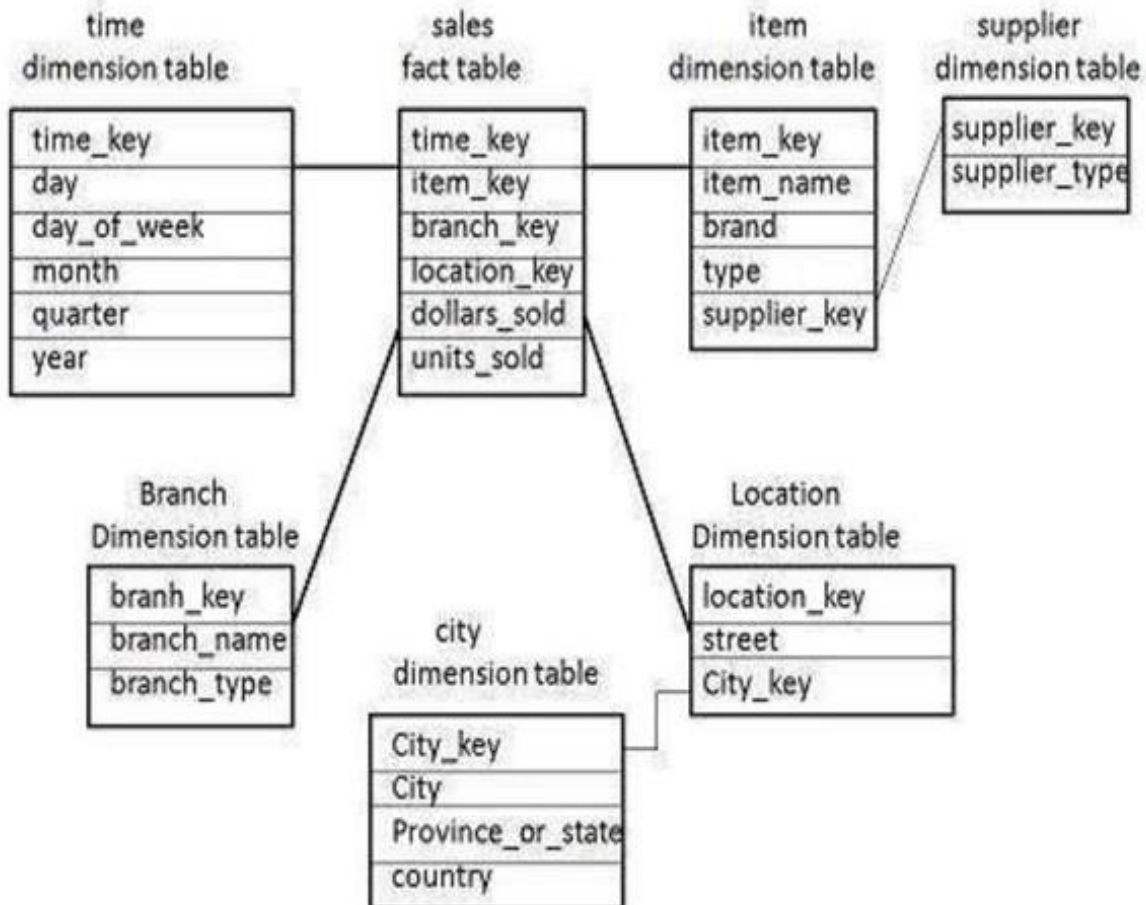 time
dimension table
time_key
day
day_of_week
month
quarter
year
sales
fact table
time_key
item_key
branch_key
location_key
dollars_sold
units_sold
item
dimension table
item_key
item_name
brand
type
supplier_key
supplier
dimension table
supplier_key
supplier_type
Branch
Dimension table
branh_key
branch_name
branch_type
city
dimension table
City_key
City
Province_or_state
country
Location
Dimension table
location_key
street
City_key